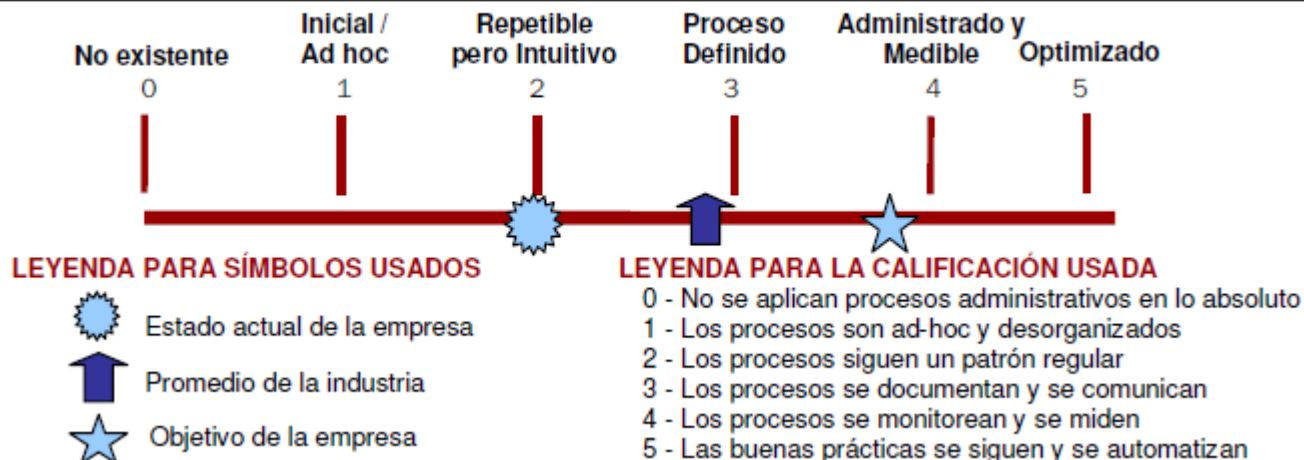 No existente
Inicial /
Ad hoc
Repetible
pero Intuitivo
Proceso
Definido
Administrado y
Medible
Optimizado
0
1
2
3
4
5
LEYENDA PARA SÍMBOLOS USADOS
Estado actual de la empresa
Promedio de la industria
Objetivo de la empresa
LEYENDA PARA LA CALIFICACIÓN USADA
0 - No se aplican procesos administrativos en lo absoluto
1 - Los procesos son ad-hoc y desorganizados
2 - Los procesos siguen un patrón regular
3 - Los procesos se documentan y se comunican
4 - Los procesos se monitorean y se miden
5 - Las buenas prácticas se siguen y se automatizan